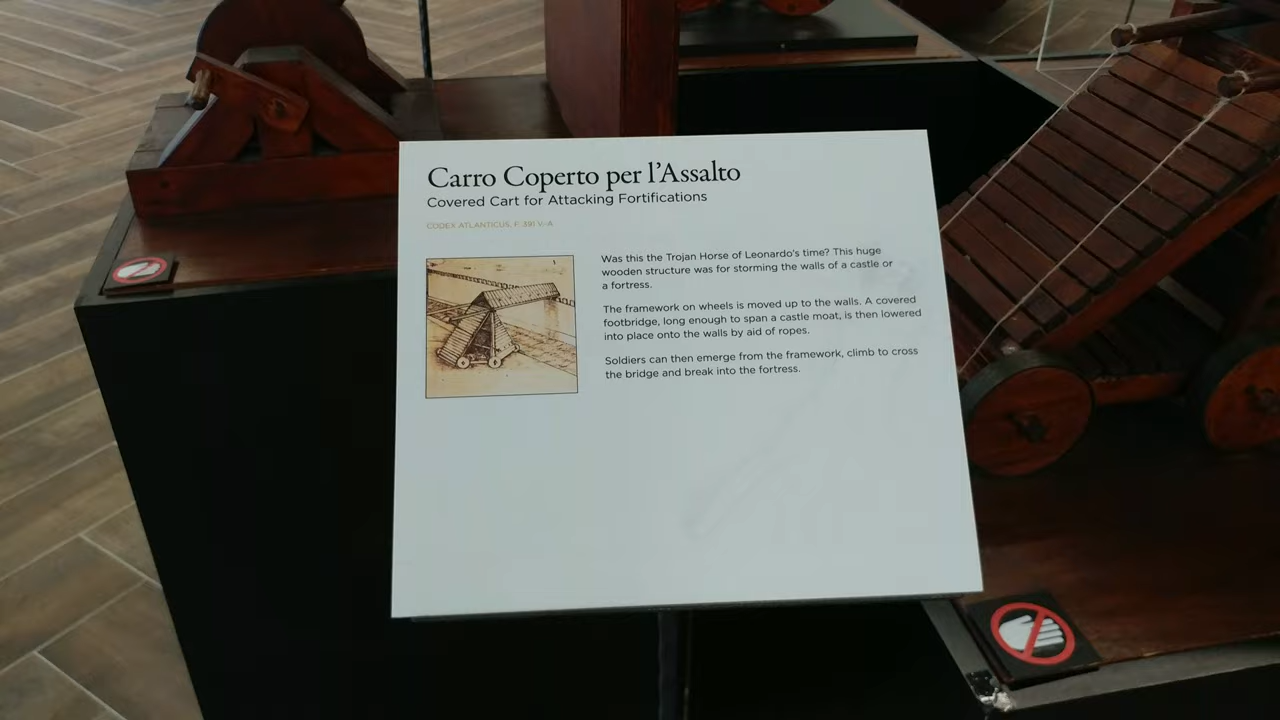 Carro Coperto per l'Assalto
Covered Cart for Attacking Fortifications
CODEX ATLANTICUS, F. 391 V- A
Was this the Trojan Horse of Leonardo's time? This huge
wooden structure was for storming the walls of a castle or
a fortress.
The framework on wheels is moved up to the walls. A covered
footbridge, long enough to span a castle moat, is then lowered
into place onto the walls by aid of ropes.
Soldiers can then emerge from the framework, climb to cross
the bridge and break into the fortress.